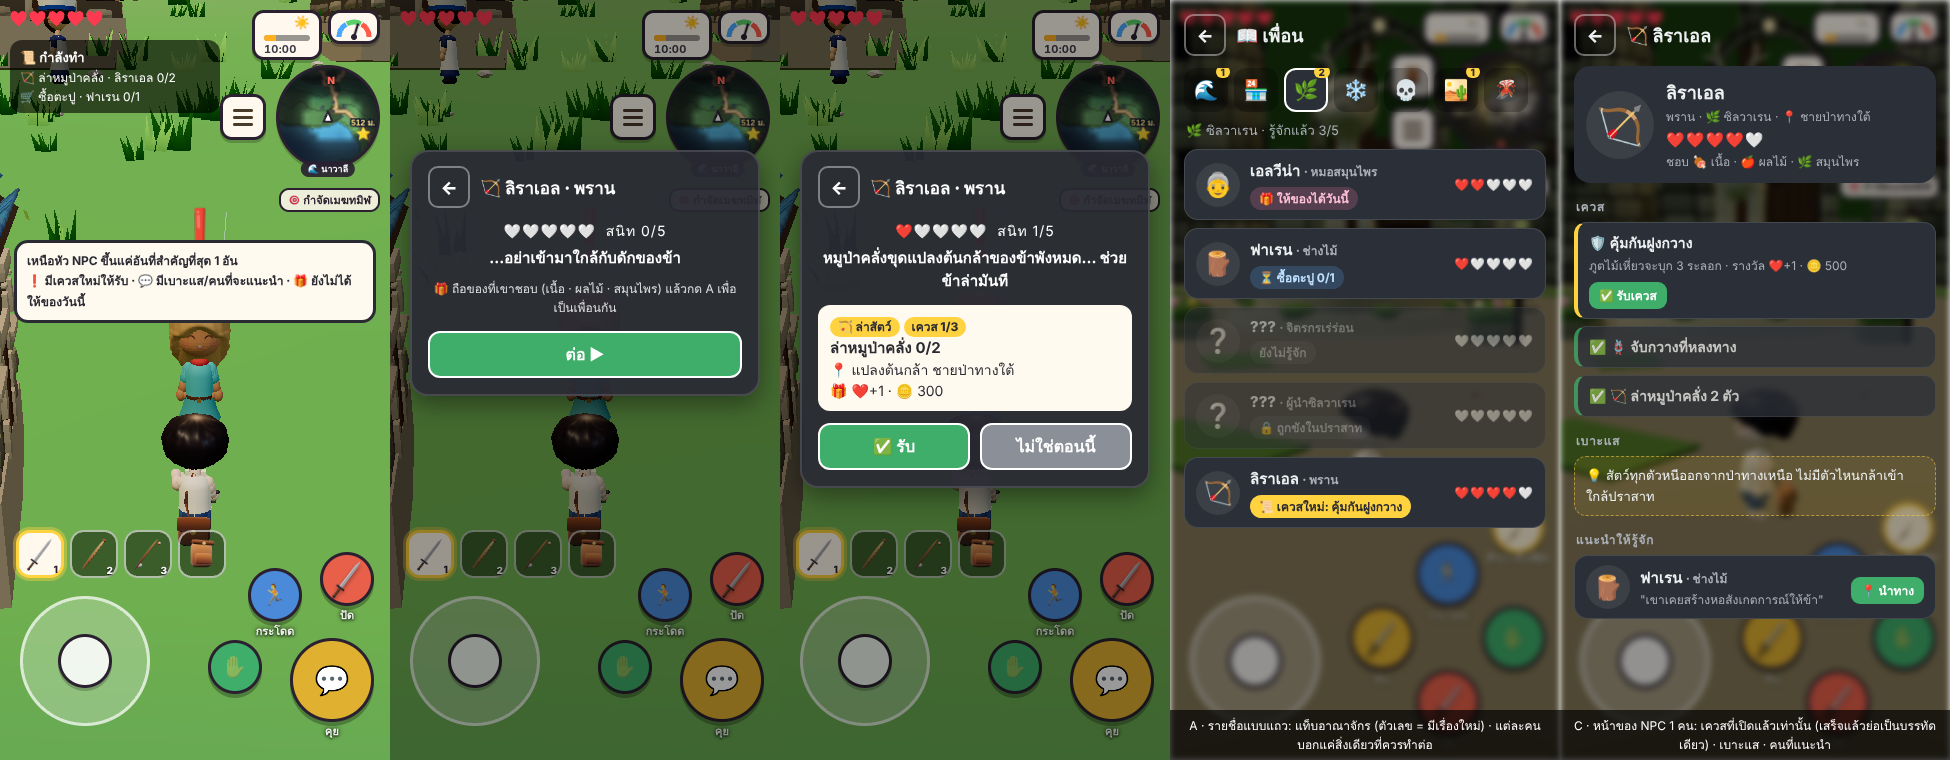 10:00
📜 กำลังทำ
🏹 ล่าหมูป่าคลั่ง · ลิราเอล 0/2
🛒 ซื้อตะปู · ฟาเรน 0/1
N
512 ม.
🌊 นาวาลี
🎯 กำจัดเมฆทมิฬ
เหนือหัว NPC ขึ้นแค่อันที่สำคัญที่สุด 1 อัน
❗ มีเควสใหม่ให้รับ · 💬 มีเบาะแส/คนที่จะแนะนำ · 🎁 ยังไม่ได้
ให้ของวันนี้
1
2
3
ปัด
กระโดด
คุย
10:00
N
512 ม.
🏹 ลิราเอล · พราน
สนิท 0/5
...อย่าเข้ามาใกล้กับดักของข้า
🎁 ถือของที่เขาชอบ (เนื้อ · ผลไม้ · สมุนไพร) แล้วกด A เพื่อ
เป็นเพื่อนกัน
ต่อ ▶
1
2
3
ปัด
กระโดด
คุย
10:00
N
512 ม.
🏹 ลิราเอล · พราน
สนิท 1/5
หมูป่าคลั่งขุดแปลงต้นกล้าของข้าพังหมด... ช่วย
ข้าล่ามันที
🏹 ล่าสัตว์ เควส 1/3
ล่าหมูป่าคลั่ง 0/2
📍 แปลงต้นกล้า ชายป่าทางใต้
🎁 ❤️+1 · 🪙 300
✅ รับ
ไม่ใช่ตอนนี้
1
2
3
ปัด
กระโดด
คุย
📖 เพื่อน
1
2
1
🌿 ซิลวาเรน · รู้จักแล้ว 3/5
เอลวีน่า · หมอสมุนไพร
🎁 ให้ของได้วันนี้
ฟาเรน · ช่างไม้
⏳ ซื้อตะปู 0/1
??? · จิตรกรเร่ร่อน
ยังไม่รู้จัก
??? · ผู้นำซิลวาเรน
🔒 ถูกขังในปราสาท
ลิราเอล · พราน
📜 เควสใหม่: คุ้มกันฝูงกวาง
A · รายชื่อแบบแถว: แท็บอาณาจักร (ตัวเลข = มีเรื่องใหม่) · แต่ละคน
บอกแค่สิ่งเดียวที่ควรทำต่อ
🏹 ลิราเอล
ลิราเอล
พราน · 🌿 ซิลวาเรน · 📍 ชายป่าทางใต้
ชอบ 🍖 เนื้อ · 🍎 ผลไม้ · 🌿 สมุนไพร
เควส
🛡️ คุ้มกันฝูงกวาง
ภูตไม้เหี่ยวจะบุก 3 ระลอก · รางวัล ❤️+1 · 🪙 500
✅ รับเควส
✅ 🪢 จับกวางที่หลงทาง
✅ 🏹 ล่าหมูป่าคลั่ง 2 ตัว
เบาะแส
💡 สัตว์ทุกตัวหนีออกจากป่าทางเหนือ ไม่มีตัวไหนกล้าเข้า
ใกล้ปราสาท
แนะนำให้รู้จัก
ฟาเรน · ช่างไม้
"เขาเคยสร้างหอสังเกตการณ์ให้ข้า"
📍 นำทาง
C · หน้าของ NPC 1 คน: เควสที่เปิดแล้วเท่านั้น (เสร็จแล้วย่อเป็นบรรทัด
เดียว) · เบาะแส · คนที่แนะนำ